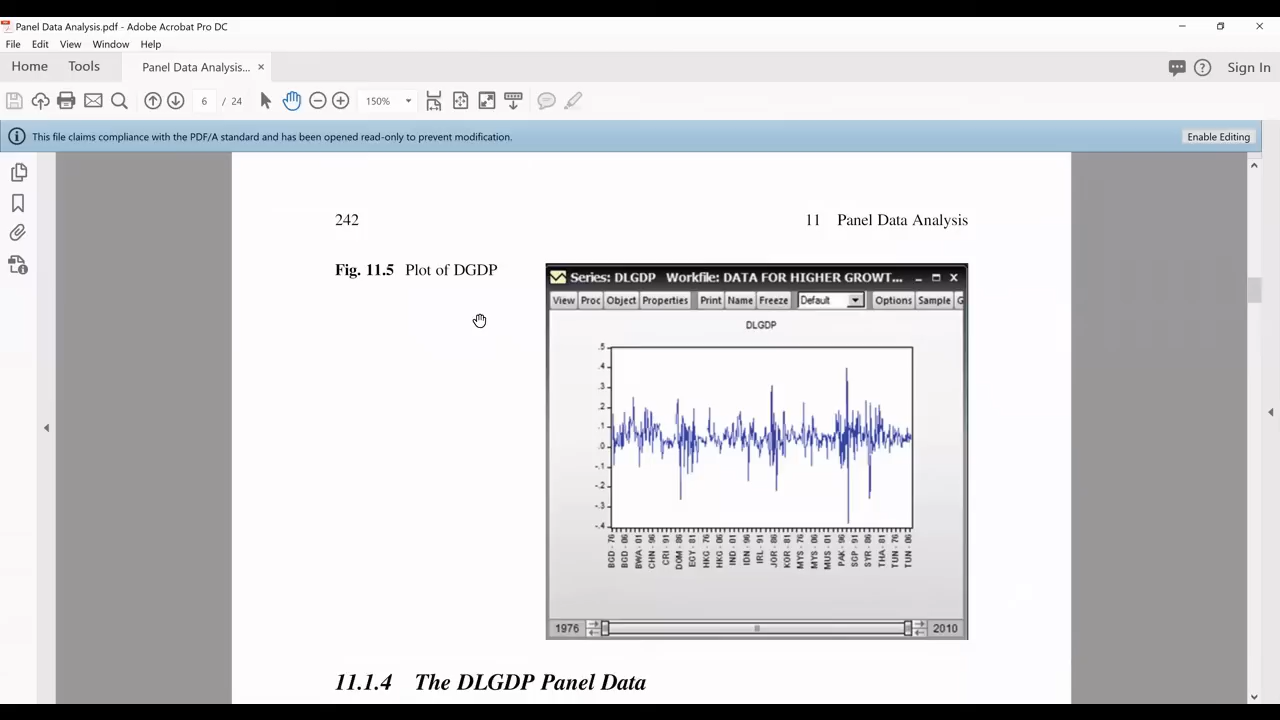 Panel Data Analysis.pdf - Adobe Acrobat Pro DC
File Edit View Window Help
Home Tools Panel Data Analysis... × Sign In
6 / 24 150%
This file claims compliance with the PDF/A standard and has been opened read-only to prevent modification. Enable Editing
242 11 Panel Data Analysis
Fig. 11.5 Plot of DGDP
Series: DLGDP Workfile: DATA FOR HIGHER GROWT...
View Proc Object Properties Print Name Freeze Default Options Sample G
DLGDP
.5
.4
.3
.2
.1
.0
-.1
-.2
-.3
-.4
BGD - 76
BGD - 06
BWA - 01
CHN - 96
CRI - 91
DOM - 86
EGY - 81
HKG - 76
HKG - 06
IND - 01
IDN - 96
IRL - 91
JOR - 86
KOR - 81
MYS - 76
MYS - 06
MUS - 01
PAK - 96
SGP - 91
SYR - 86
THA - 81
TUN - 76
TUN - 06
1976 2010
11.1.4 The DLGDP Panel Data